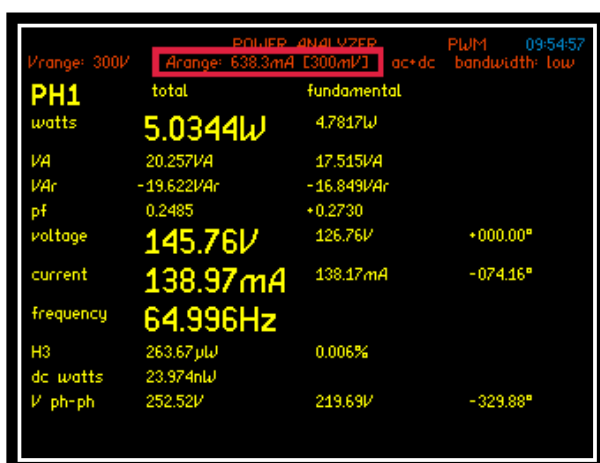 POWER ANALYZER PWM 09:54:57
Vrange: 300V Arange: 638.3mA [300mV] ac+dc bandwidth: low
PH1 total fundamental
watts 5.0344W 4.7817W
VA 20.257VA 17.515VA
VAr -19.622VAr -16.849VAr
pf 0.2485 +0.2730
voltage 145.76V 126.76V +000.00°
current 138.97mA 138.17mA -074.16°
frequency 64.996Hz
H3 263.67µW 0.006%
dc watts 23.974nW
V ph-ph 252.52V 219.69V -329.88°